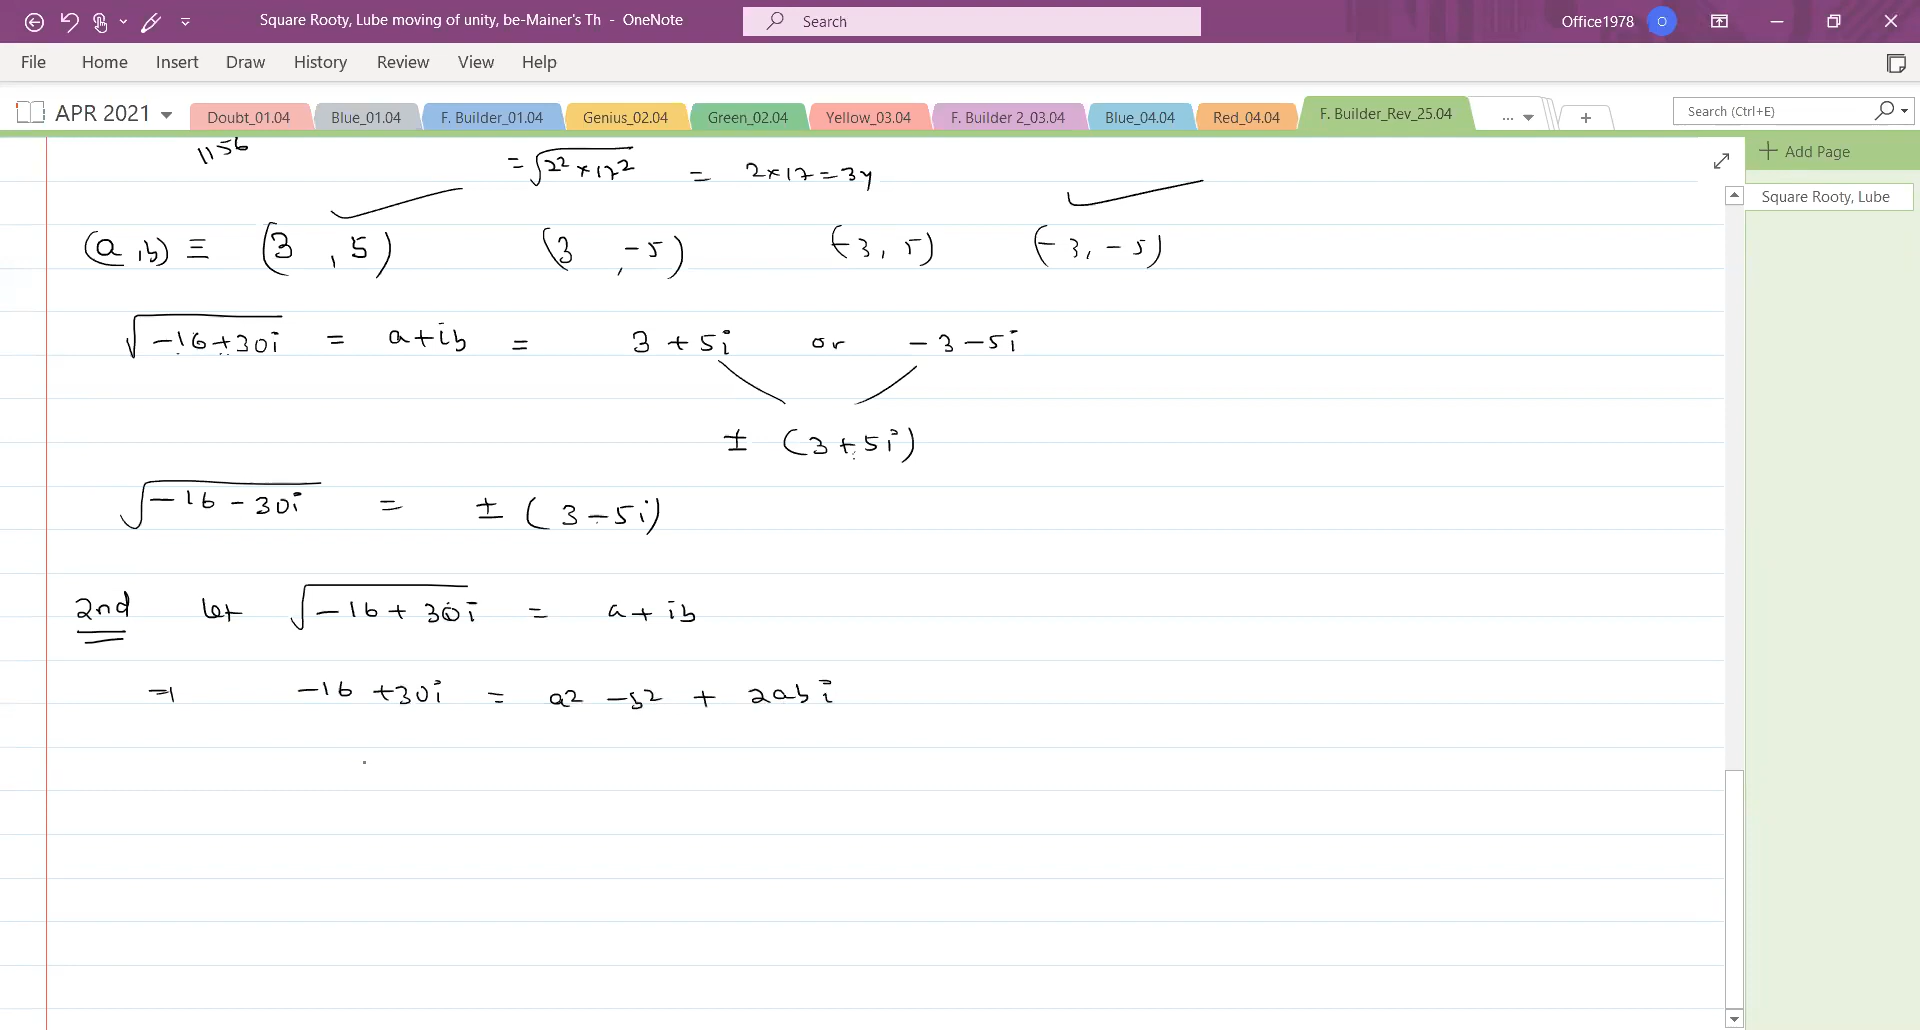 Square Rooty, Lube moving of unity, be-Mainer's Th - OneNote
Search
Office1978
O
File Home Insert Draw History Review View Help
APR 2021
Doubt_01.04 Blue_01.04 F. Builder_01.04 Genius_02.04 Green_02.04 Yellow_03.04 F. Builder 2_03.04 Blue_04.04 Red_04.04 F. Builder_Rev_25.04 ... +
Search (Ctrl+E)
Add Page
Square Rooty, Lube
1156 = √(2² × 17²) = 2×17 = 34
(a, b) ≡ (3, 5) (3, -5) (-3, 5) (-3, -5)
√(-16+30i) = a+ib = 3+5i or -3-5i
± (3+5i)
√(-16-30i) = ± (3-5i)
2nd let √(-16+30i) = a+ib
⇒ -16+30i = a² - b² + 2abi